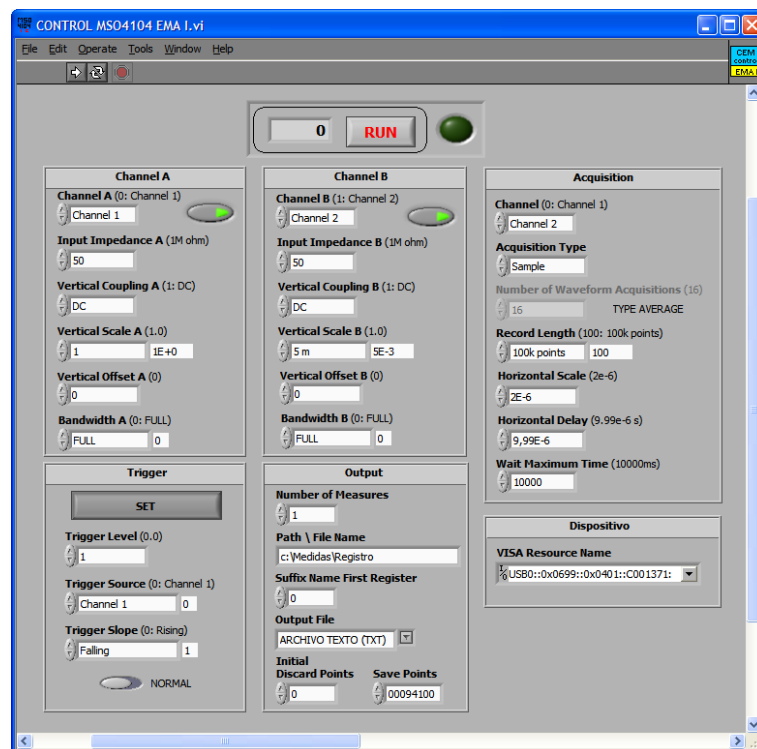 MSO 4104
CONTROL MSO4104 EMA I.vi
File Edit Operate Tools Window Help
CEM
control
EMA I
0 RUN
Channel A
Channel A (0: Channel 1)
Channel 1
Input Impedance A (1M ohm)
50
Vertical Coupling A (1: DC)
DC
Vertical Scale A (1.0)
1 1E+0
Vertical Offset A (0)
0
Bandwidth A (0: FULL)
FULL 0
Channel B
Channel B (1: Channel 2)
Channel 2
Input Impedance B (1M ohm)
50
Vertical Coupling B (1: DC)
DC
Vertical Scale B (1.0)
5 m 5E-3
Vertical Offset B (0)
0
Bandwidth B (0: FULL)
FULL 0
Acquisition
Channel (0: Channel 1)
Channel 2
Acquisition Type
Sample
Number of Waveform Acquisitions (16)
16 TYPE AVERAGE
Record Length (100: 100k points)
100k points 100
Horizontal Scale (2e-6)
2E-6
Horizontal Delay (9.99e-6 s)
9,99E-6
Wait Maximum Time (10000ms)
10000
Trigger
SET
Trigger Level (0.0)
1
Trigger Source (0: Channel 1)
Channel 1 0
Trigger Slope (0: Rising)
Falling 1
NORMAL
Output
Number of Measures
1
Path \ File Name
c:\Medidas\Registro
Suffix Name First Register
0
Output File
ARCHIVO TEXTO (TXT)
Initial
Discard Points Save Points
0 00094100
Dispositivo
VISA Resource Name
I/0 USB0::0x0699::0x0401::C001371: